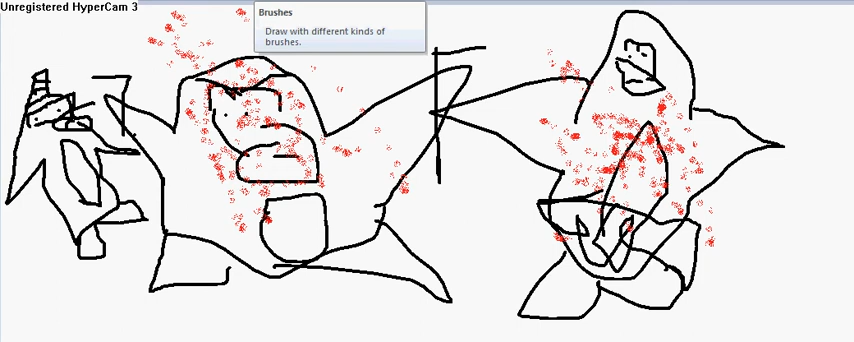 Unregistered HyperCam 3
Brushes
Draw with different kinds of
brushes.